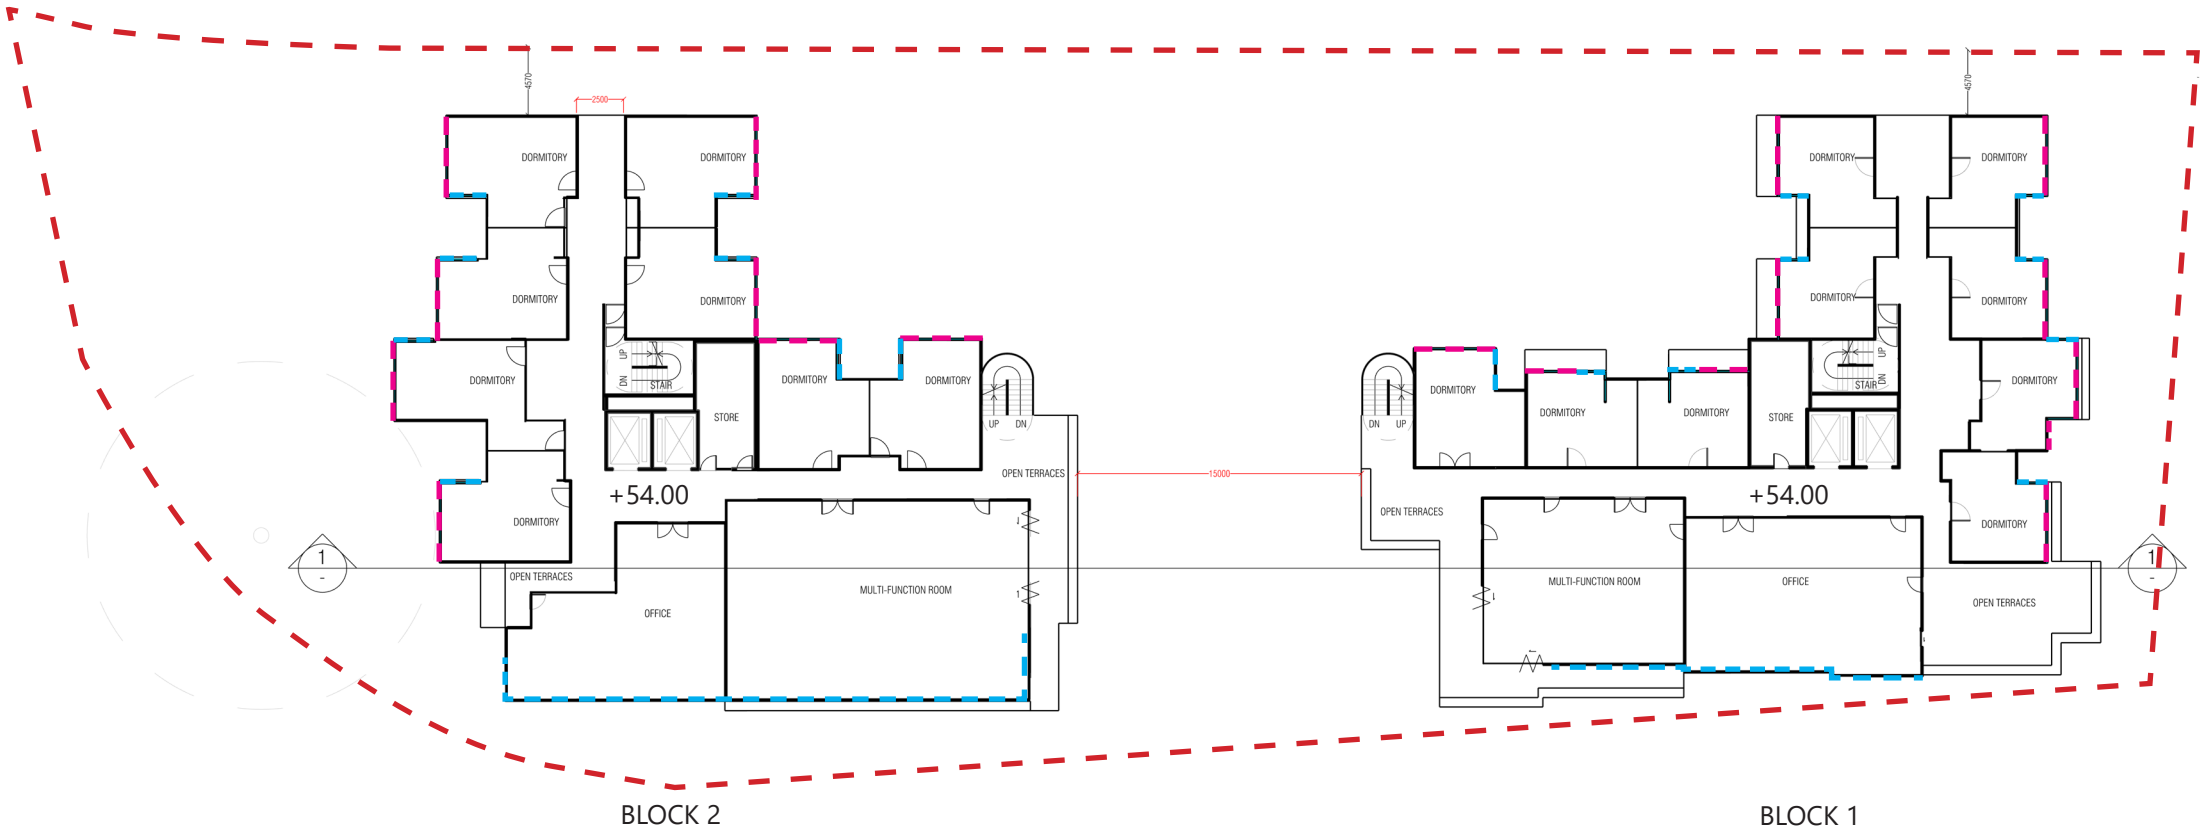 4570
4570
2500
DORMITORY
DORMITORY
DORMITORY
DORMITORY
DORMITORY
DORMITORY
DORMITORY
DORMITORY
UP
DN
STAIR
UP
DN
STAIR
DORMITORY
DORMITORY
DORMITORY
DORMITORY
DORMITORY
DORMITORY
DORMITORY
STORE
DORMITORY
STORE
UP
DN
DN
UP
OPEN TERRACES
15000
+54.00
+54.00
OPEN TERRACES
DORMITORY
DORMITORY
1
-
1
-
OPEN TERRACES
MULTI-FUNCTION ROOM
MULTI-FUNCTION ROOM
OFFICE
OFFICE
OPEN TERRACES
BLOCK 2
BLOCK 1